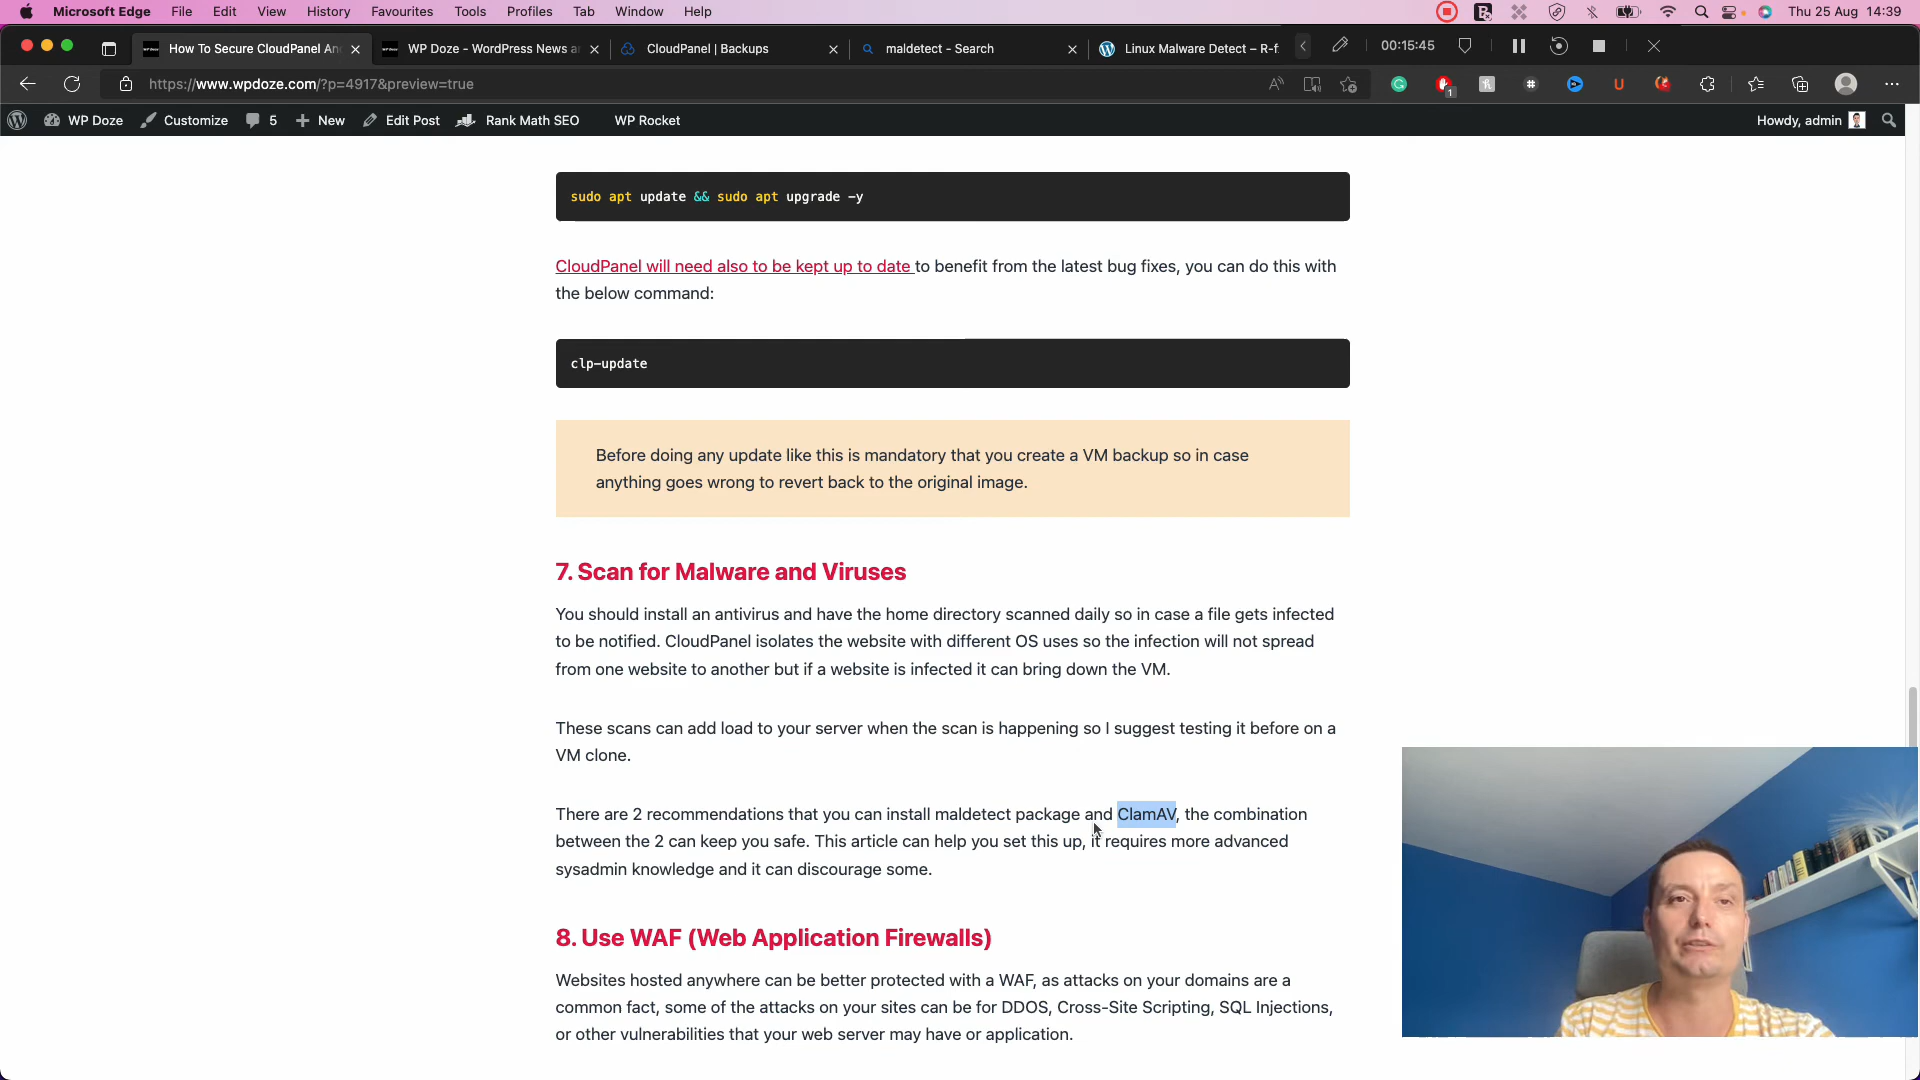 Microsoft Edge File Edit View History Favourites Tools Profiles Tab Window Help Thu 25 Aug 14:39
How To Secure CloudPanel An WP Doze - WordPress News a CloudPanel | Backups maldetect - Search Linux Malware Detect – R-f 00:15:45
https://www.wpdoze.com/?p=4917&preview=true
WP Doze Customize 5 New Edit Post Rank Math SEO WP Rocket Howdy, admin
sudo apt update && sudo apt upgrade -y
CloudPanel will need also to be kept up to date to benefit from the latest bug fixes, you can do this with
the below command:
clp-update
Before doing any update like this is mandatory that you create a VM backup so in case
anything goes wrong to revert back to the original image.
7. Scan for Malware and Viruses
You should install an antivirus and have the home directory scanned daily so in case a file gets infected
to be notified. CloudPanel isolates the website with different OS uses so the infection will not spread
from one website to another but if a website is infected it can bring down the VM.
These scans can add load to your server when the scan is happening so I suggest testing it before on a
VM clone.
There are 2 recommendations that you can install maldetect package and ClamAV, the combination
between the 2 can keep you safe. This article can help you set this up, it requires more advanced
sysadmin knowledge and it can discourage some.
8. Use WAF (Web Application Firewalls)
Websites hosted anywhere can be better protected with a WAF, as attacks on your domains are a
common fact, some of the attacks on your sites can be for DDOS, Cross-Site Scripting, SQL Injections,
or other vulnerabilities that your web server may have or application.